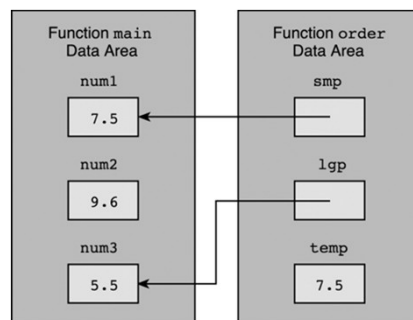 Function main
Data Area
num1
7.5
num2
9.6
num3
5.5
Function order
Data Area
smp
lgp
temp
7.5